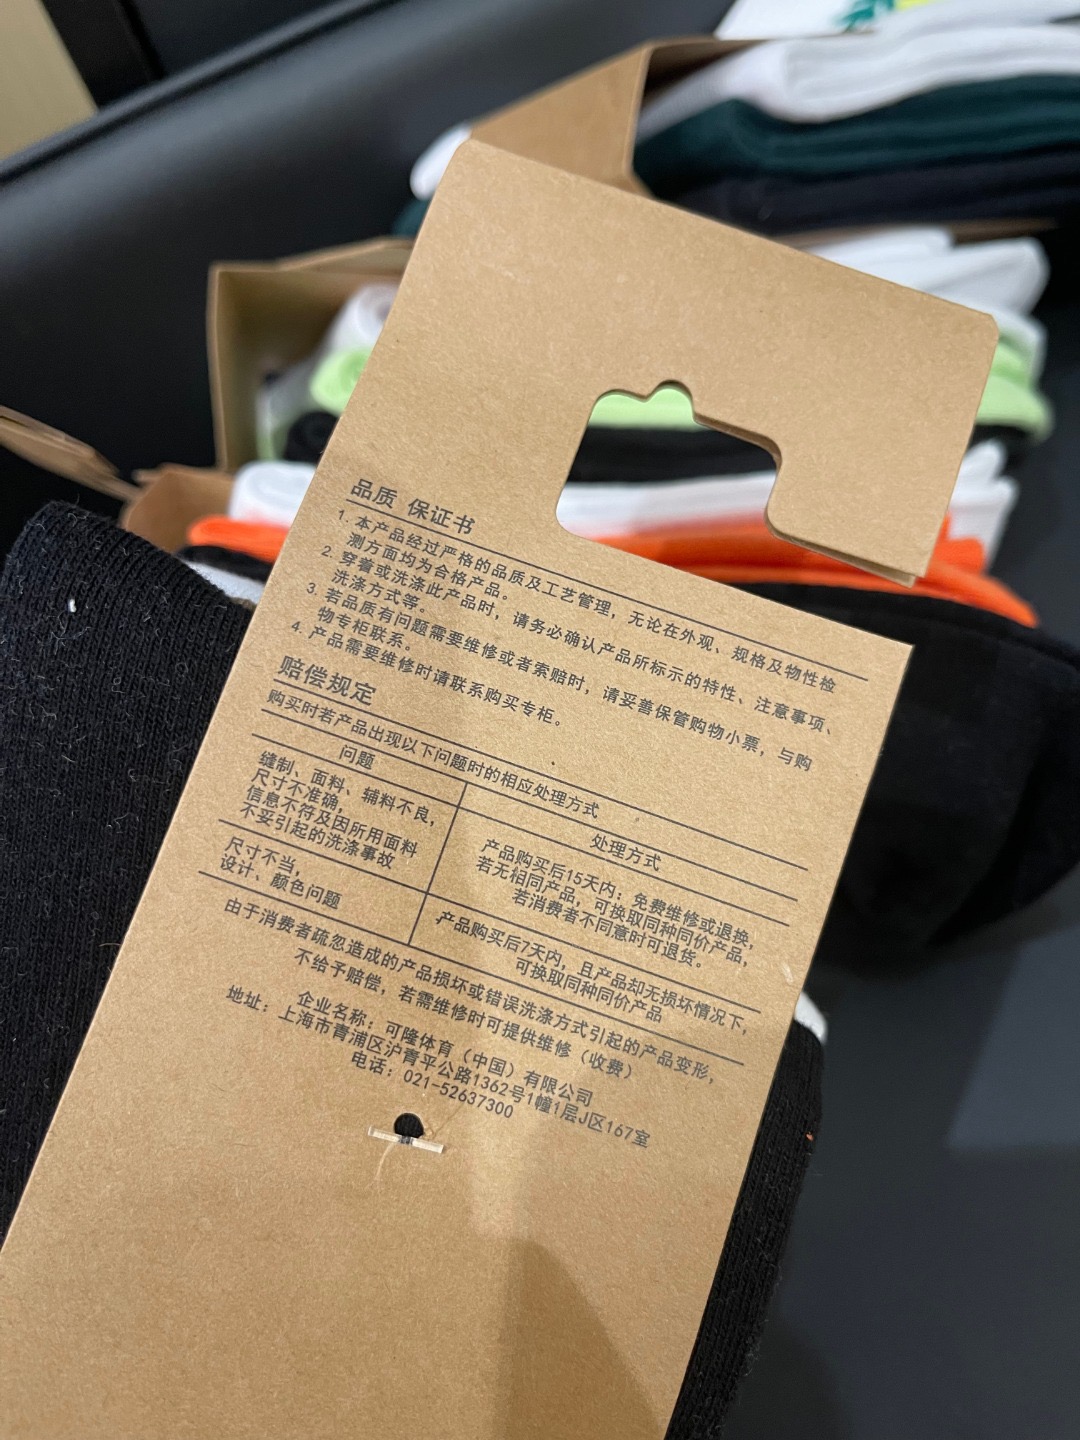 品质 保证书
1. 本产品经过严格的品质及工艺管理，无论在外观、规格及物性检
测方面均为合格产品。
2. 穿着或洗涤此产品时，请务必确认产品所标示的特性、注意事项、
洗涤方式等。
3. 若品质有问题需要维修或者索赔时，请妥善保管购物小票，与购
物专柜联系。
4. 产品需要维修时请联系购买专柜。
赔偿规定
购买时若产品出现以下问题时的相应处理方式
问题
处理方式
缝制、面料、辅料不良，
尺寸不准确，
信息不符及因所用面料
不妥引起的洗涤事故
产品购买后15天内：免费维修或退换，
若无相同产品，可换取同种同价产品，
若消费者不同意时可退货。
尺寸不当，
设计、颜色问题
产品购买后7天内，且产品却无损坏情况下，
可换取同种同价产品
由于消费者疏忽造成的产品损坏或错误洗涤方式引起的产品变形，
不给予赔偿，若需维修时可提供维修（收费）
企业名称：可隆体育（中国）有限公司
地址：上海市青浦区沪青平公路1362号1幢1层J区167室
电话：021-52637300